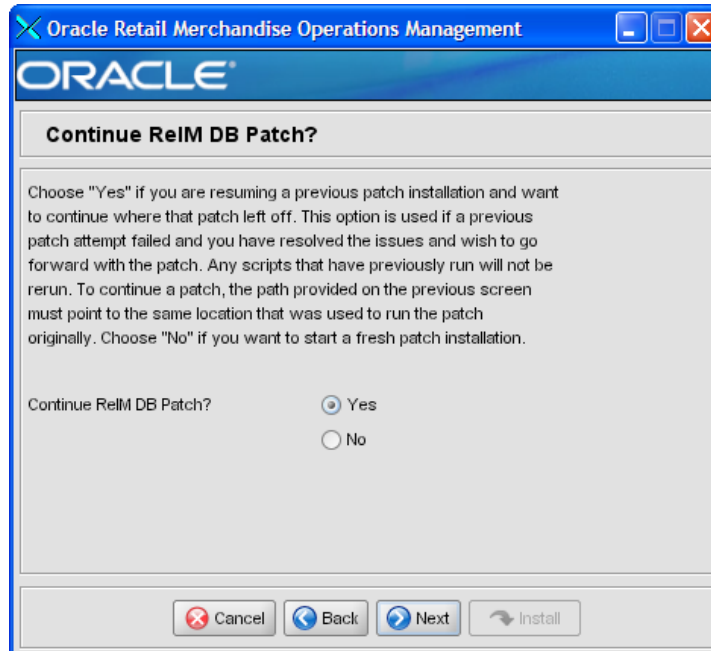 Oracle Retail Merchandise Operations Management
ORACLE®
Continue ReIM DB Patch?
Choose "Yes" if you are resuming a previous patch installation and want
to continue where that patch left off. This option is used if a previous
patch attempt failed and you have resolved the issues and wish to go
forward with the patch. Any scripts that have previously run will not be
rerun. To continue a patch, the path provided on the previous screen
must point to the same location that was used to run the patch
originally. Choose "No" if you want to start a fresh patch installation.
Continue ReIM DB Patch?
Yes
No
Cancel Back Next Install